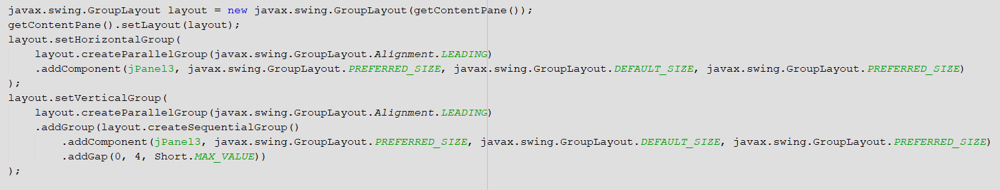 javax.swing.GroupLayout layout = new javax.swing.GroupLayout(getContentPane());
getContentPane().setLayout(layout);
layout.setHorizontalGroup(
    layout.createParallelGroup(javax.swing.GroupLayout.Alignment.LEADING)
    .addComponent(jPanel3, javax.swing.GroupLayout.PREFERRED_SIZE, javax.swing.GroupLayout.DEFAULT_SIZE, javax.swing.GroupLayout.PREFERRED_SIZE)
);
layout.setVerticalGroup(
    layout.createParallelGroup(javax.swing.GroupLayout.Alignment.LEADING)
    .addGroup(layout.createSequentialGroup()
        .addComponent(jPanel3, javax.swing.GroupLayout.PREFERRED_SIZE, javax.swing.GroupLayout.DEFAULT_SIZE, javax.swing.GroupLayout.PREFERRED_SIZE)
        .addGap(0, 4, Short.MAX_VALUE))
);